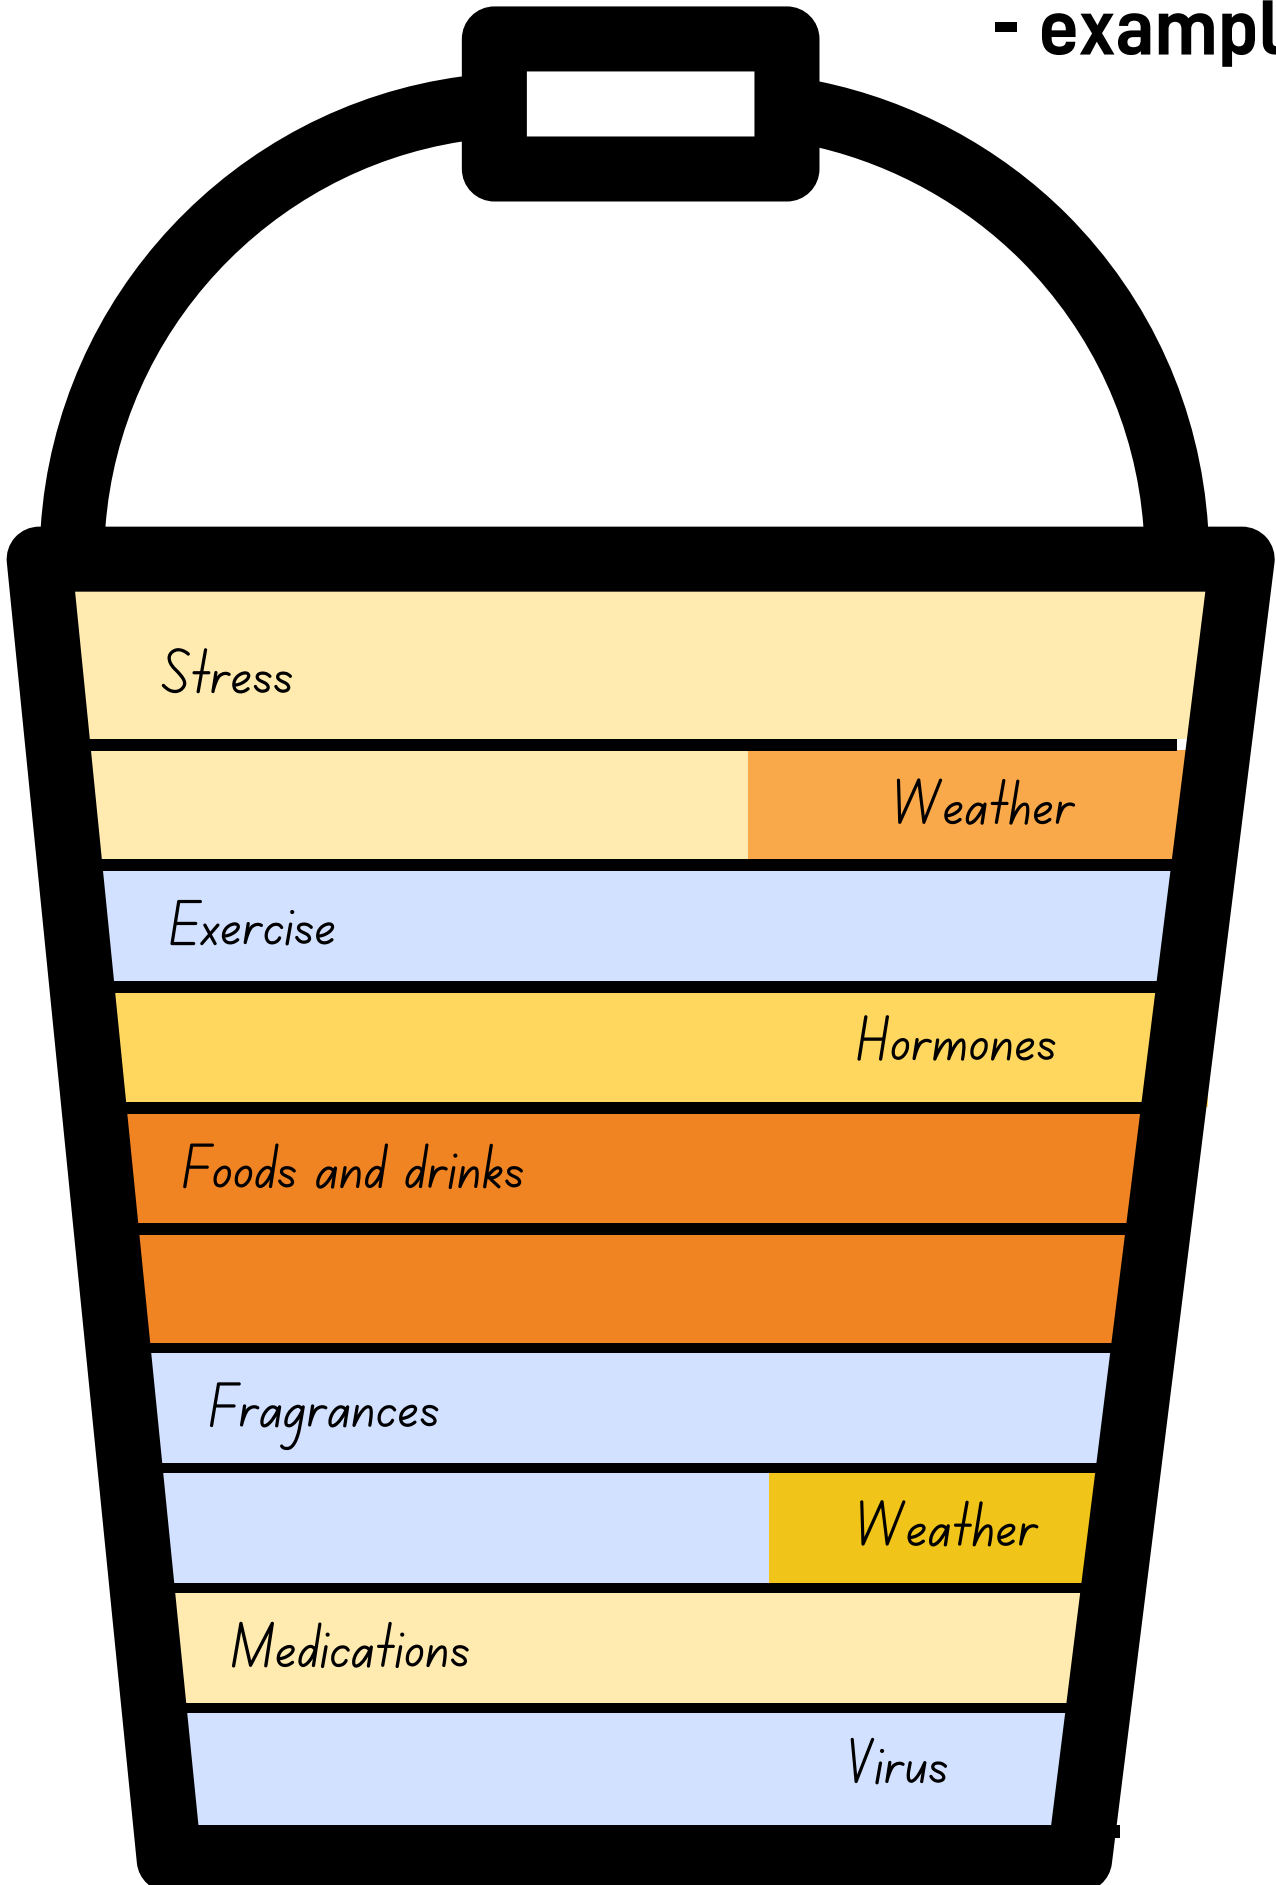 - exampl
Stress
Weather
Exercise
Hormones
Foods and drinks
Fragrances
Weather
Medications
Virus